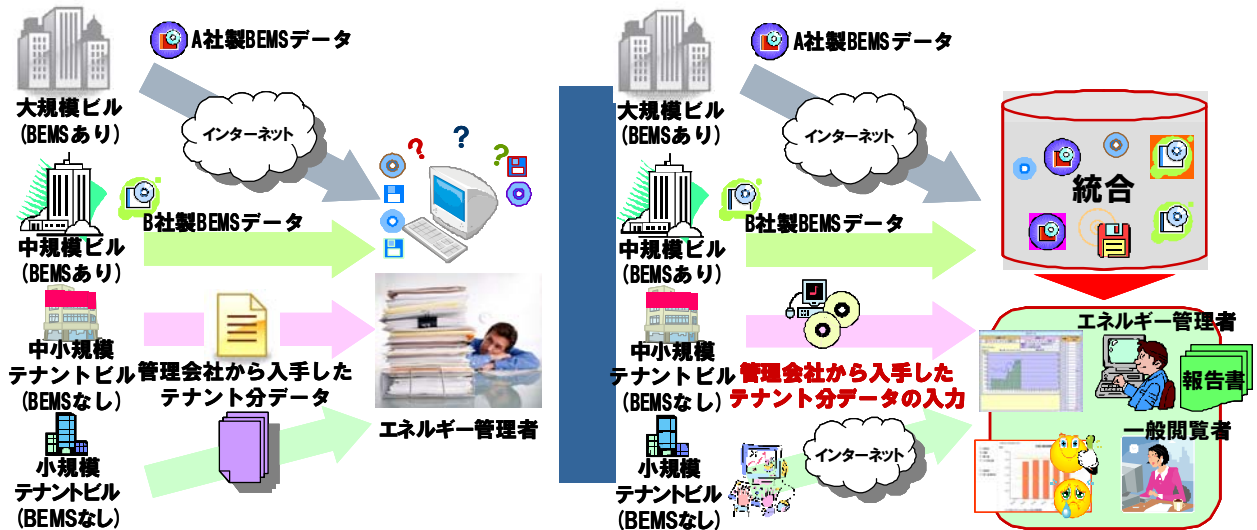 A社製BEMSデータ
大規模ビル
(BEMSあり)
インターネット
?
?
?
B社製BEMSデータ
中規模ビル
(BEMSあり)
中小規模
テナントビル
(BEMSなし)
管理会社から入手した
テナント分データ
エネルギー管理者
小規模
テナントビル
(BEMSなし)
A社製BEMSデータ
大規模ビル
(BEMSあり)
インターネット
統合
B社製BEMSデータ
中規模ビル
(BEMSあり)
中小規模
テナントビル
(BEMSなし)
管理会社から入手した
テナント分データの入力
エネルギー管理者
報告書
一般閲覧者
インターネット
小規模
テナントビル
(BEMSなし)